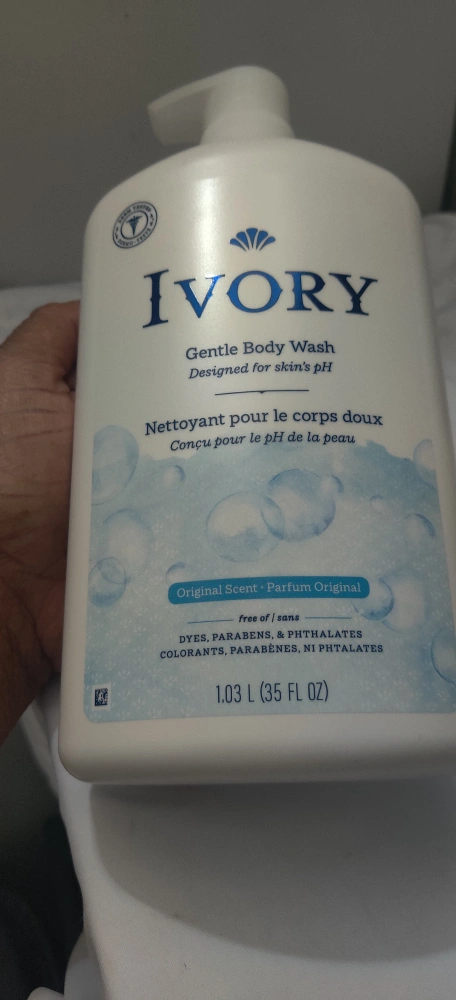 IVORY
Gentle Body Wash
Designed for skin's pH
Nettoyant pour le corps doux
Conçu pour le pH de la peau
Original Scent · Parfum Original
free of | sans
DYES, PARABENS, & PHTHALATES
COLORANTS, PARABÈNES, NI PHTALATES
1.03 L (35 FL OZ)